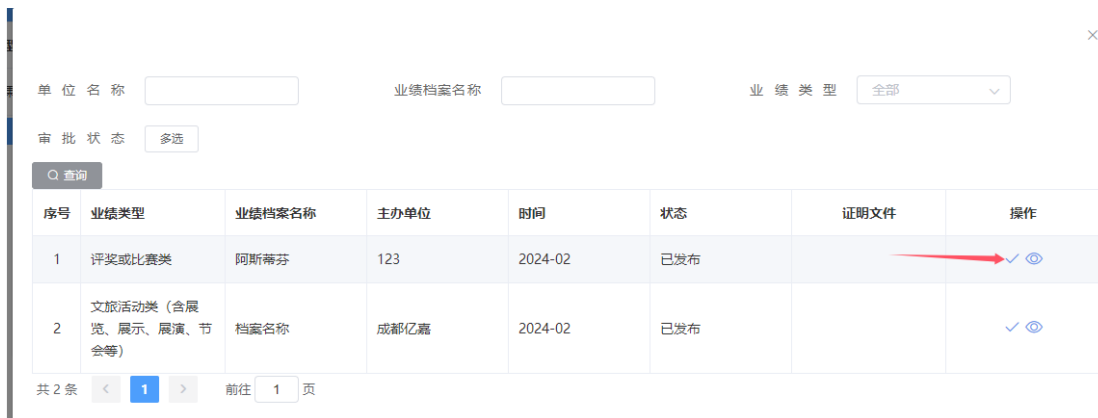 单位名称 业绩档案名称 业绩类型 全部
审批状态 多选
查询
序号 业绩类型 业绩档案名称 主办单位 时间 状态 证明文件 操作
1 评奖或比赛类 阿斯蒂芬 123 2024-02 已发布
文旅活动类（含展
2 览、展示、展演、节 档案名称 成都亿嘉 2024-02 已发布
会等）
共 2 条 1 前往 1 页